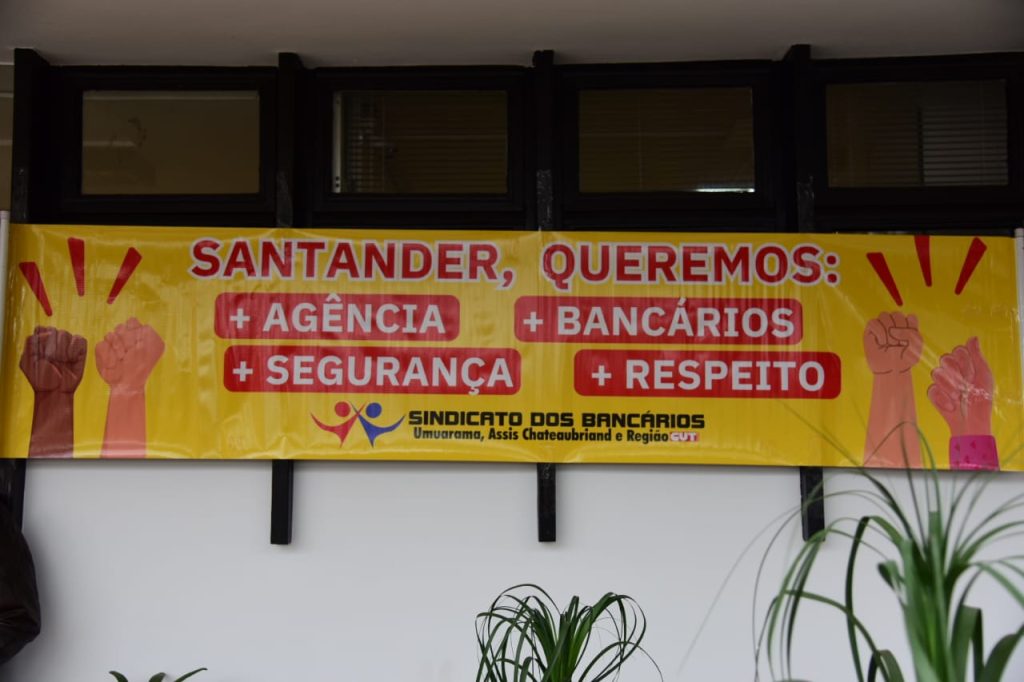 SANTANDER, QUEREMOS:
+ AGÊNCIA + BANCÁRIOS
+ SEGURANÇA + RESPEITO
SINDICATO DOS BANCÁRIOS
Umuarama, Assis Chateaubriand e Região CUT